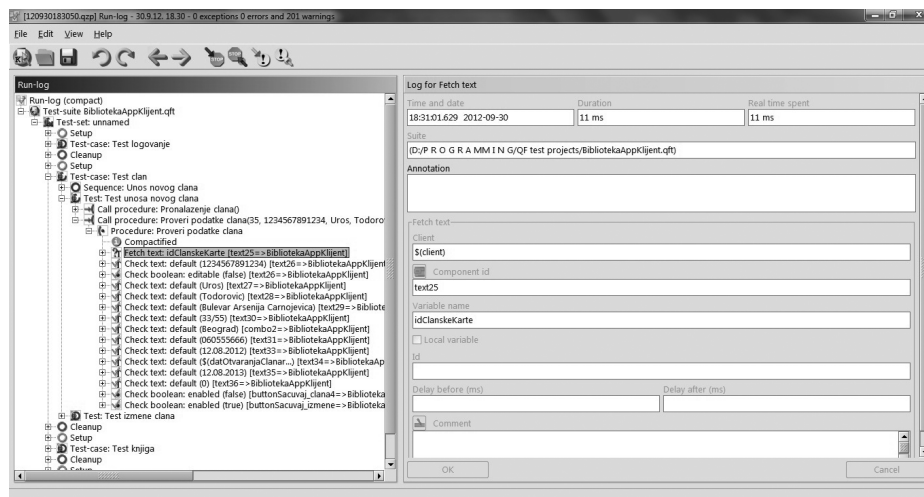 [120930183050.qzp] Run-log - 30.9.12. 18.30 - 0 exceptions 0 errors and 201 warnings
File Edit View Help
Run-log
Run-log (compact)
Test-suite BibliotekaAppKlijent.qft
Test-set: unnamed
Setup
Test-case: Test logovanje
Cleanup
Setup
Test-case: Test clan
Sequence: Unos novog clana
Test: Test unosa novog clana
Call procedure: Pronalazenje clana()
Call procedure: Proveri podatke clana(35, 1234567891234, Uros, Todoro
Procedure: Proveri podatke clana
Compactified
Fetch text: idClanskeKarte [text25=>BibliotekaAppKlijent]
Check text: default (1234567891234) [text26=>BibliotekaAppKlijent
Check boolean: editable (false) [text26=>BibliotekaAppKlijent]
Check text: default (Uros) [text27=>BibliotekaAppKlijent]
Check text: default (Todorovic) [text28=>BibliotekaAppKlijent]
Check text: default (Bulevar Arsenija Carnojevica) [text29=>Bibliote
Check text: default (33/55) [text30=>BibliotekaAppKlijent]
Check text: default (Beograd) [combo2=>BibliotekaAppKlijent]
Check text: default (060555666) [text31=>BibliotekaAppKlijent]
Check text: default (12.08.2012) [text33=>BibliotekaAppKlijent]
Check text: default ($(datOtvaranjaClanar...) [text34=>BibliotekaAp
Check text: default (12.08.2013) [text35=>BibliotekaAppKlijent]
Check text: default (0) [text36=>BibliotekaAppKlijent]
Check boolean: enabled (false) [buttonSacuvaj_clana4=>Biblioteka
Check boolean: enabled (true) [buttonSacuvaj_izmene=>Biblioteka
Test: Test izmene clana
Cleanup
Setup
Test-case: Test knjiga
Cleanup
Setup
Log for Fetch text
Time and date Duration Real time spent
18:31:01.629 2012-09-30 11 ms 11 ms
Suite
(D:/P R O G R A MM I N G/QF test projects/BibliotekaAppKlijent.qft)
Annotation
Fetch text
Client
$(client)
Component id
text25
Variable name
idClanskeKarte
Local variable
Id
Delay before (ms) Delay after (ms)
Comment
OK Cancel